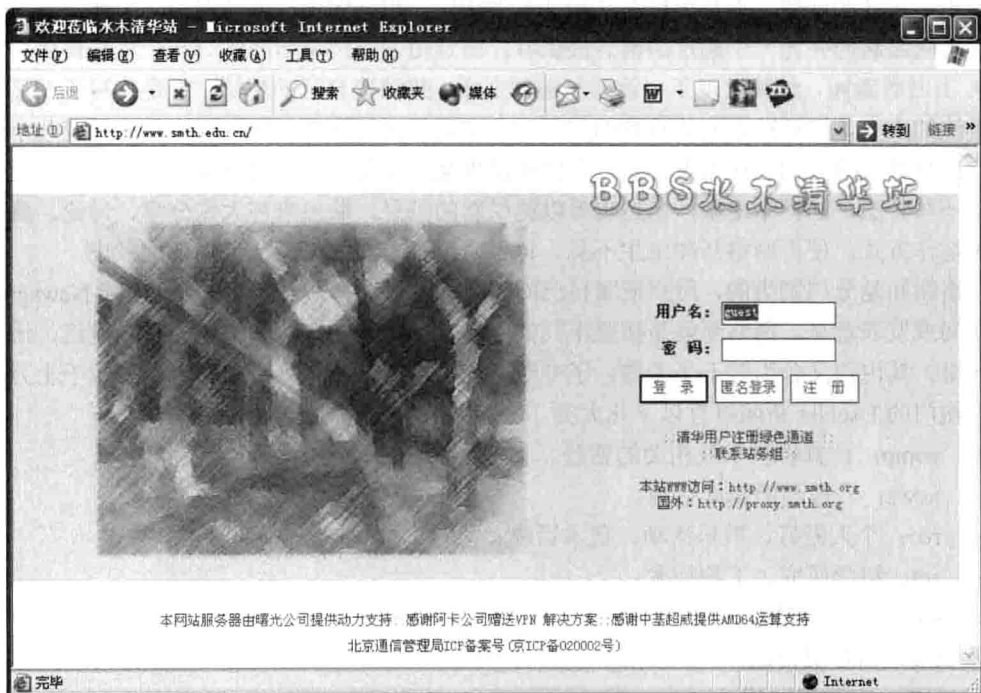 欢迎莅临水木清华站 - Microsoft Internet Explorer
文件(F) 编辑(E) 查看(V) 收藏(A) 工具(T) 帮助(H)
后退 搜索 收藏夹 媒体
地址(D) http://www.smth.edu.cn/ 转到 链接 »
BBS水木清华站
用户名: guest
密 码:
登 录 匿名登录 注 册
::清华用户注册绿色通道::
联系站务组
本站WWW访问:http://www.smth.org
国外:http://proxy.smth.org
本网站服务器由曙光公司提供动力支持::感谢阿卡公司赠送VPN 解决方案::感谢中基超威提供AMD64运算支持
北京通信管理局ICP备案号(京ICP备020002号)
完毕 Internet